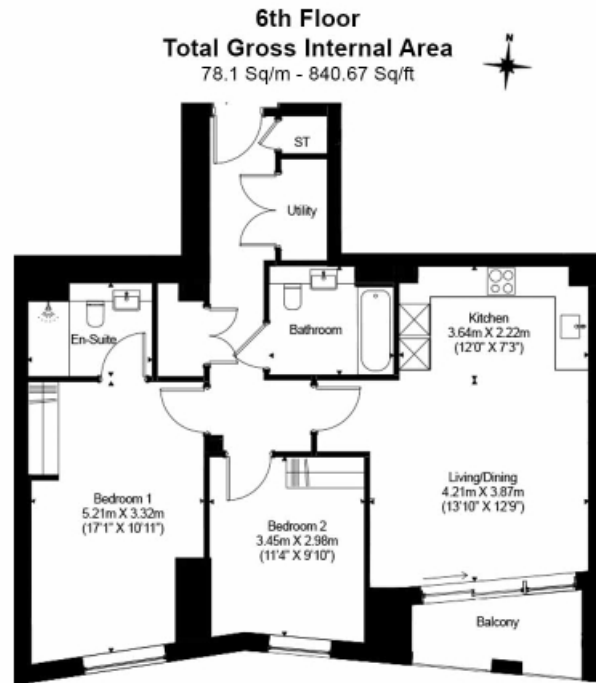 6th Floor
Total Gross Internal Area
78.1 Sq/m - 840.67 Sq/ft
N
ST
Utility
En-Suite
Bathroom
Kitchen
3.64m X 2.22m
(12'0" X 7'3")
Bedroom 1
5.21m X 3.32m
(17'1" X 10'11")
Bedroom 2
3.45m X 2.98m
(11'4" X 9'10")
Living/Dining
4.21m X 3.87m
(13'10" X 12'9")
Balcony